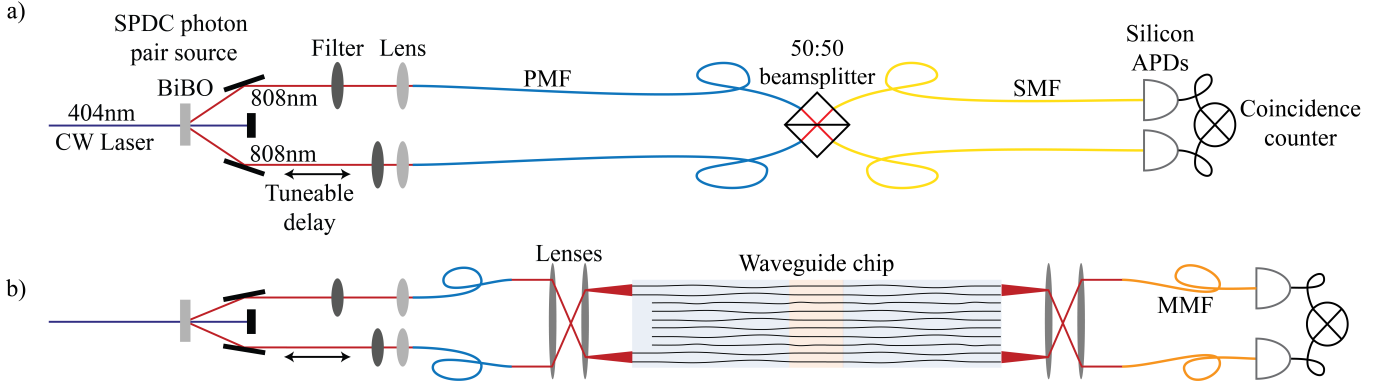 a)
SPDC photon
pair source
BiBO
404nm
CW Laser
808nm
808nm
Filter
Lens
Tuneable
delay
PMF
50:50
beamsplitter
SMF
Silicon
APDs
Coincidence
counter
b)
Lenses
Waveguide chip
MMF